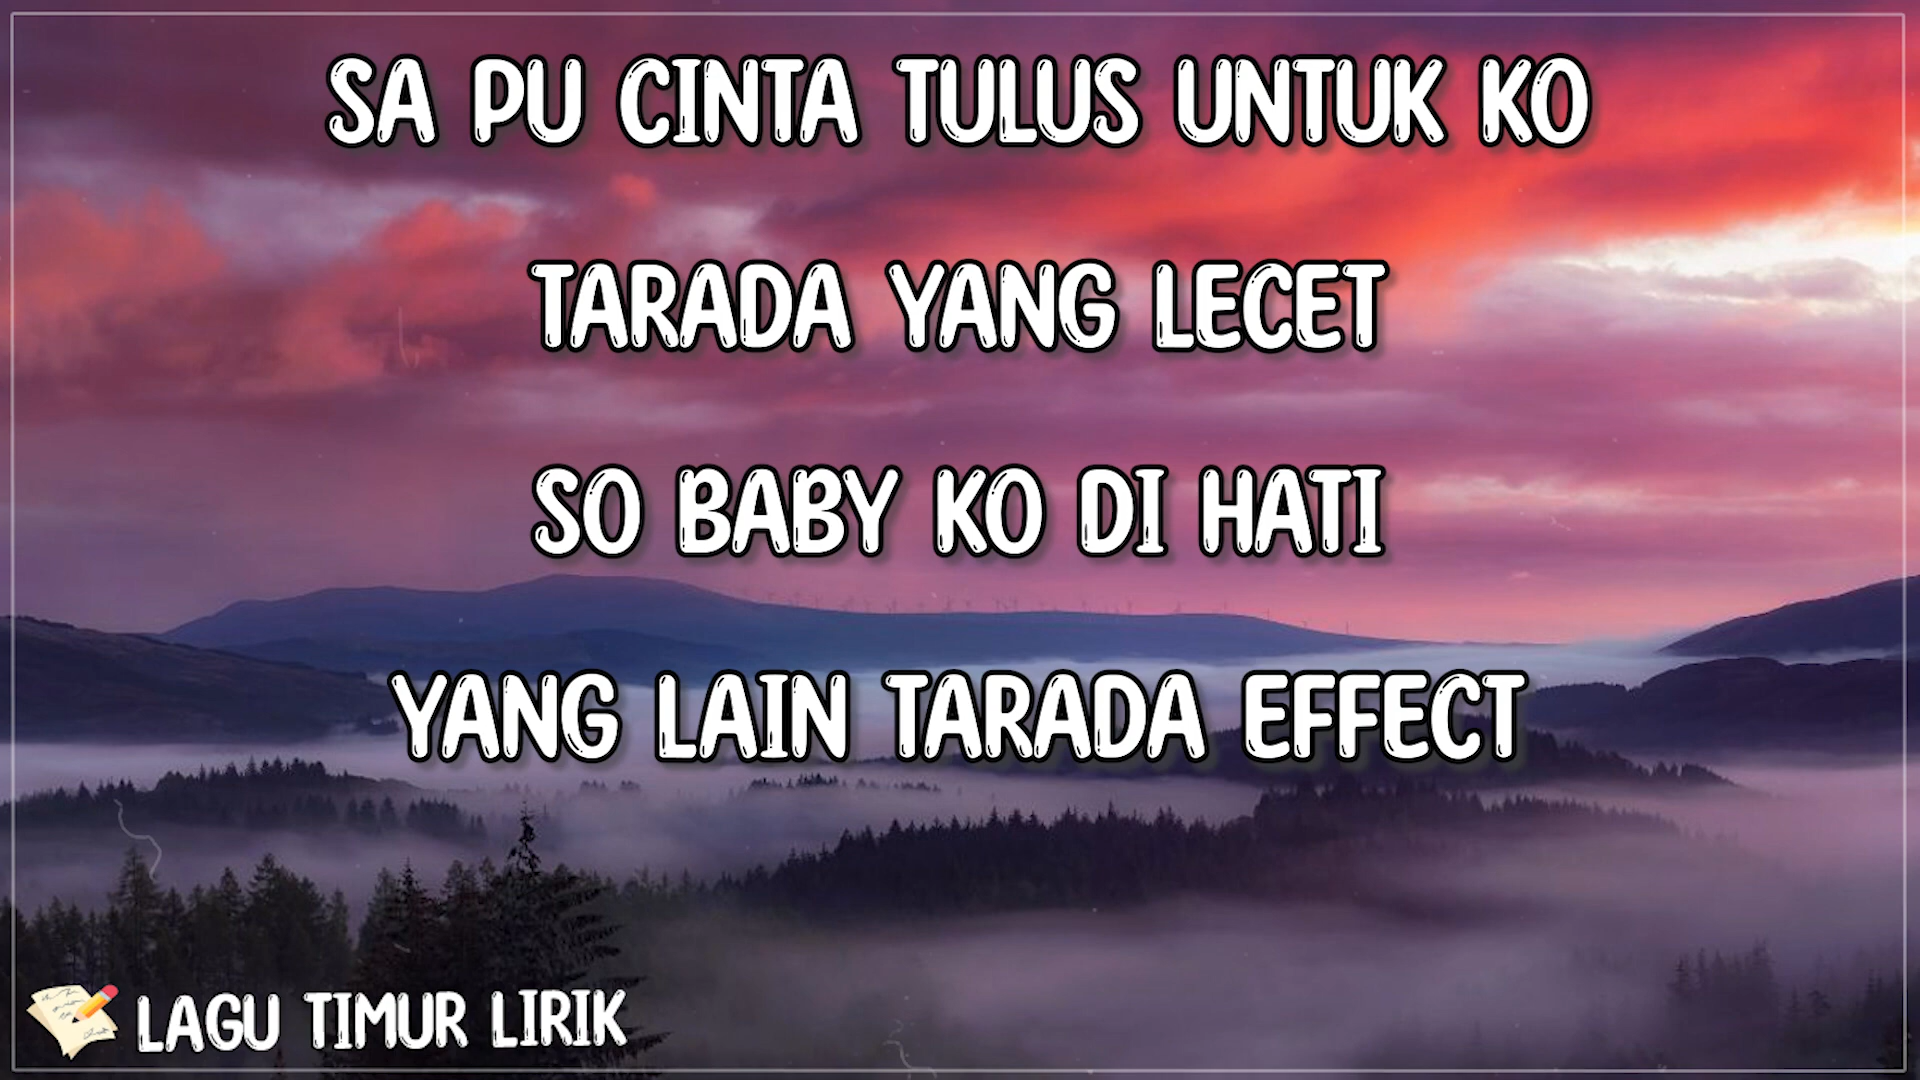 SA PU CINTA TULUS UNTUK KO
TARADA YANG LECET
SO BABY KO DI HATI
YANG LAIN TARADA EFFECT
LAGU TIMUR LIRIK